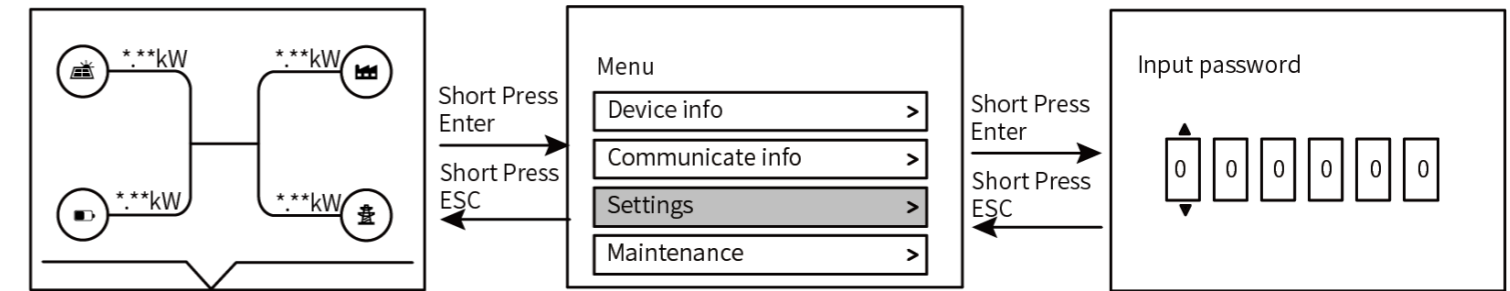 *.**kW
*.**kW
*.**kW
*.**kW
Short Press
Enter
Short Press
ESC
Menu
Device info >
Communicate info >
Settings >
Maintenance >
Short Press
Enter
Short Press
ESC
Input password
0 0 0 0 0 0